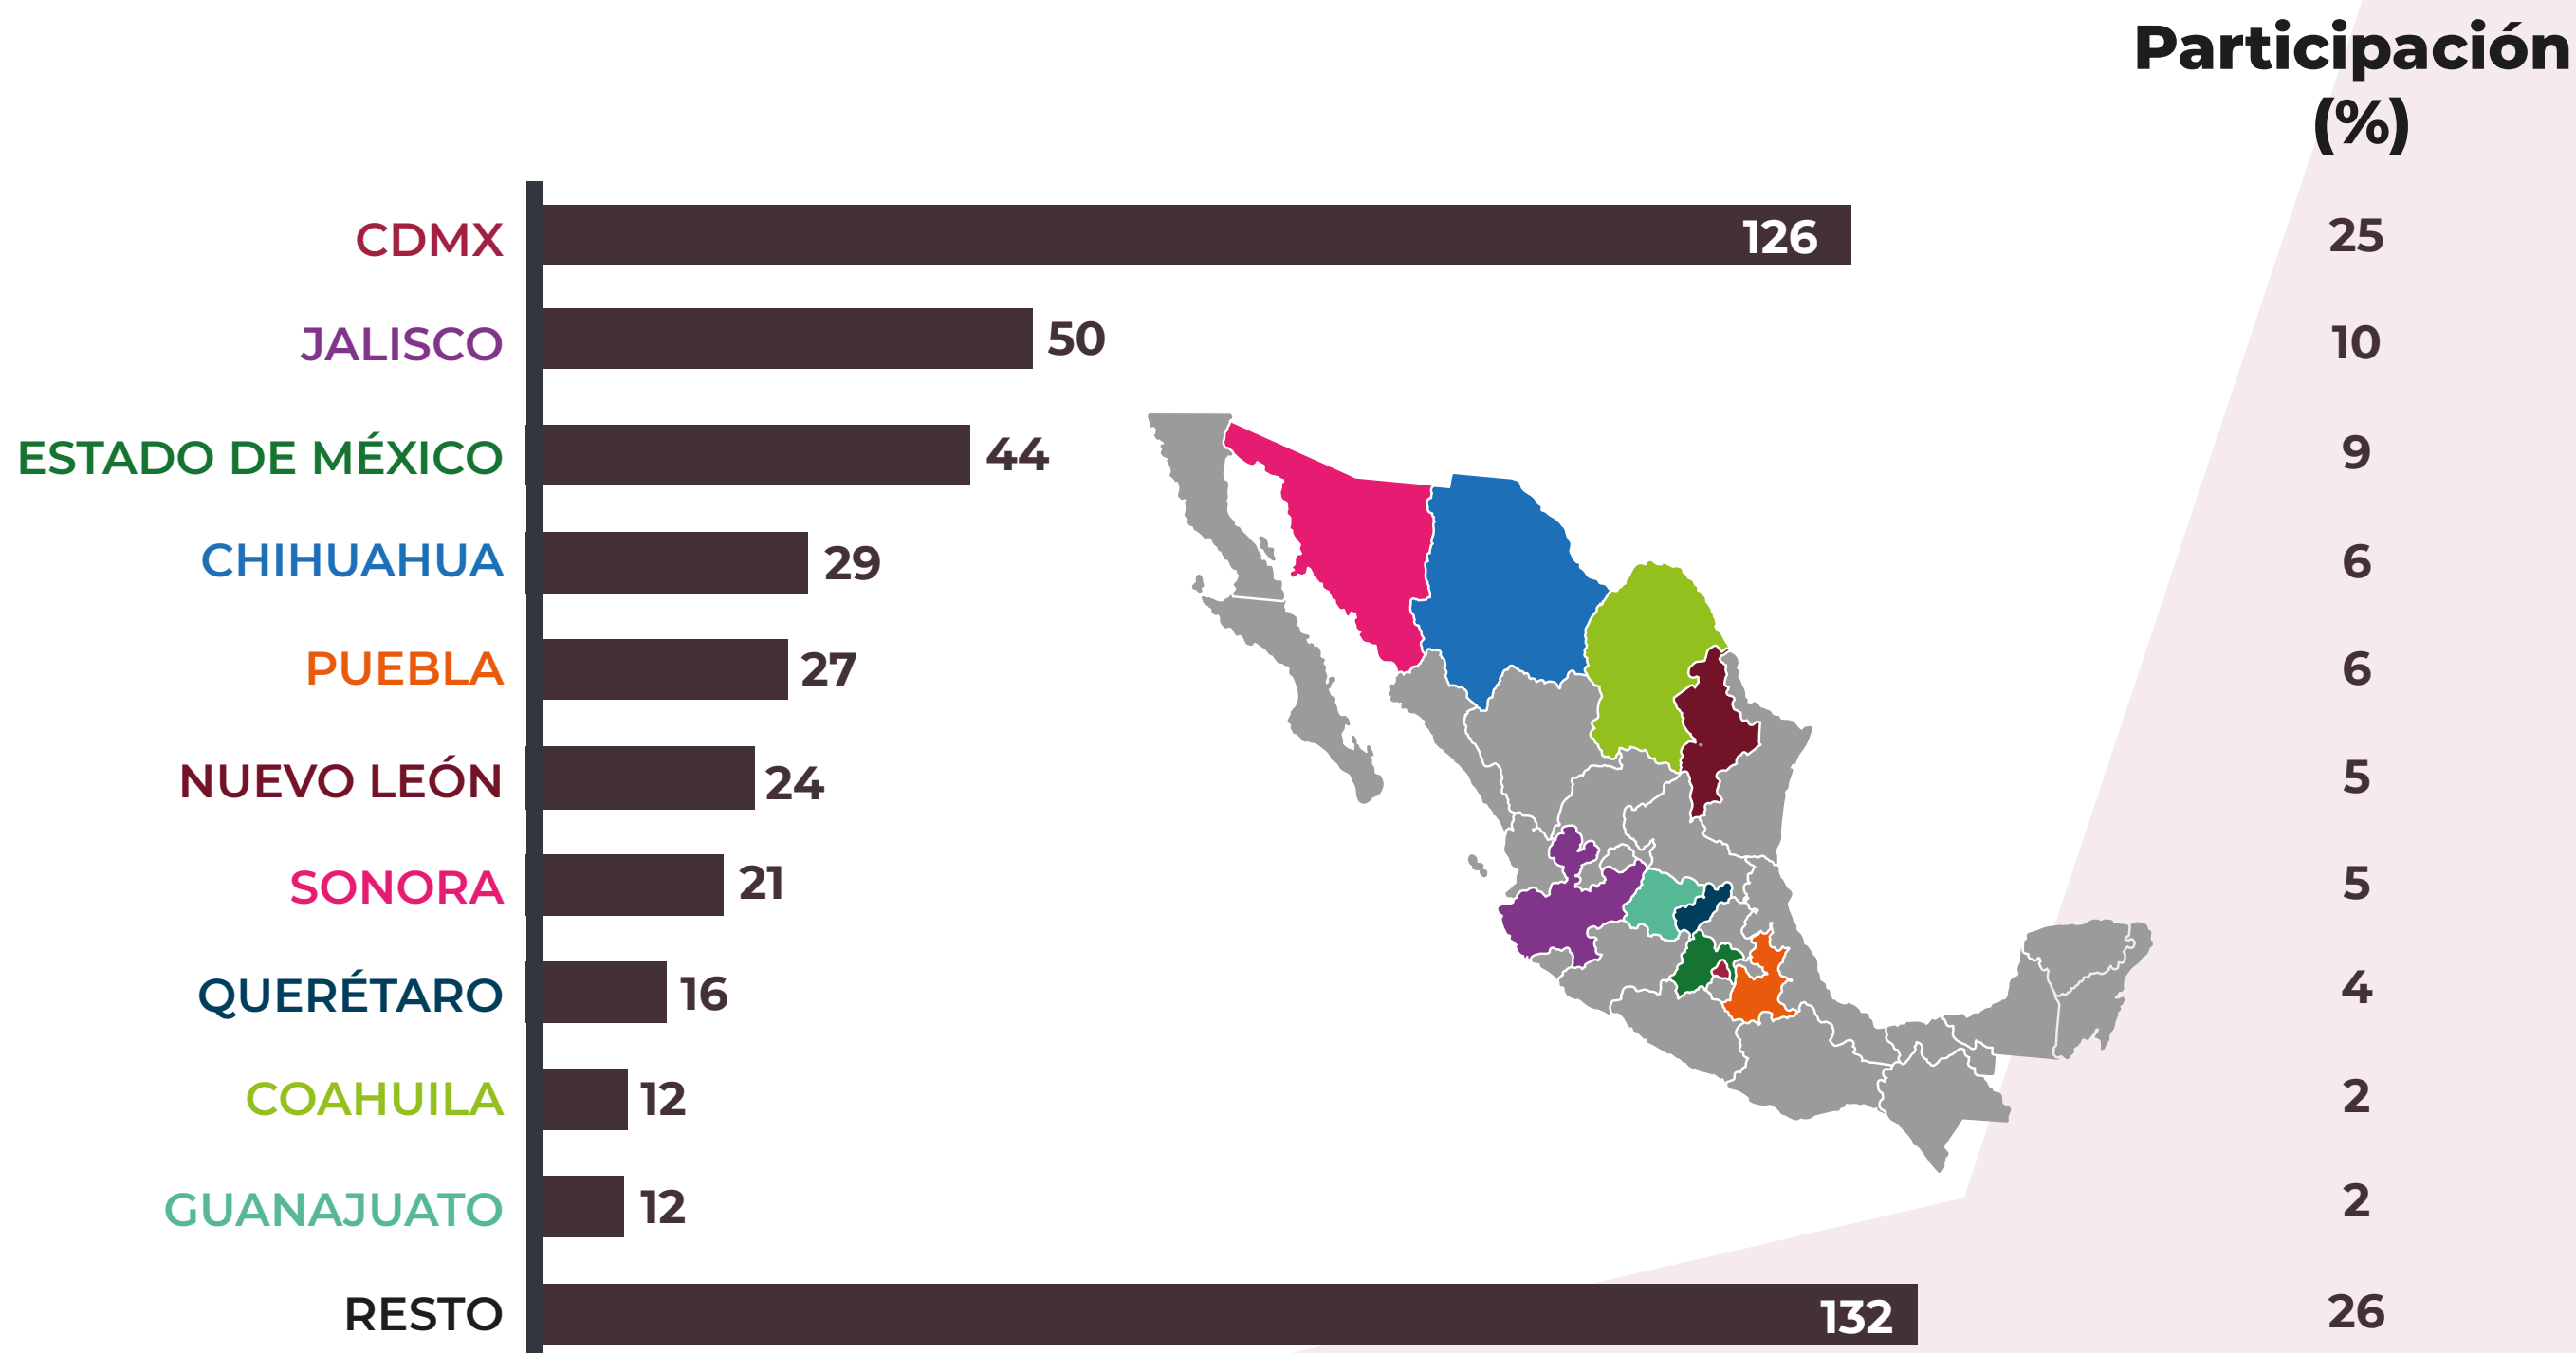 Participación
(%)
CDMX 126 25
JALISCO 50 10
ESTADO DE MÉXICO 44 9
CHIHUAHUA 29 6
PUEBLA 27 6
NUEVO LEÓN 24 5
SONORA 21 5
QUERÉTARO 16 4
COAHUILA 12 2
GUANAJUATO 12 2
RESTO 132 26